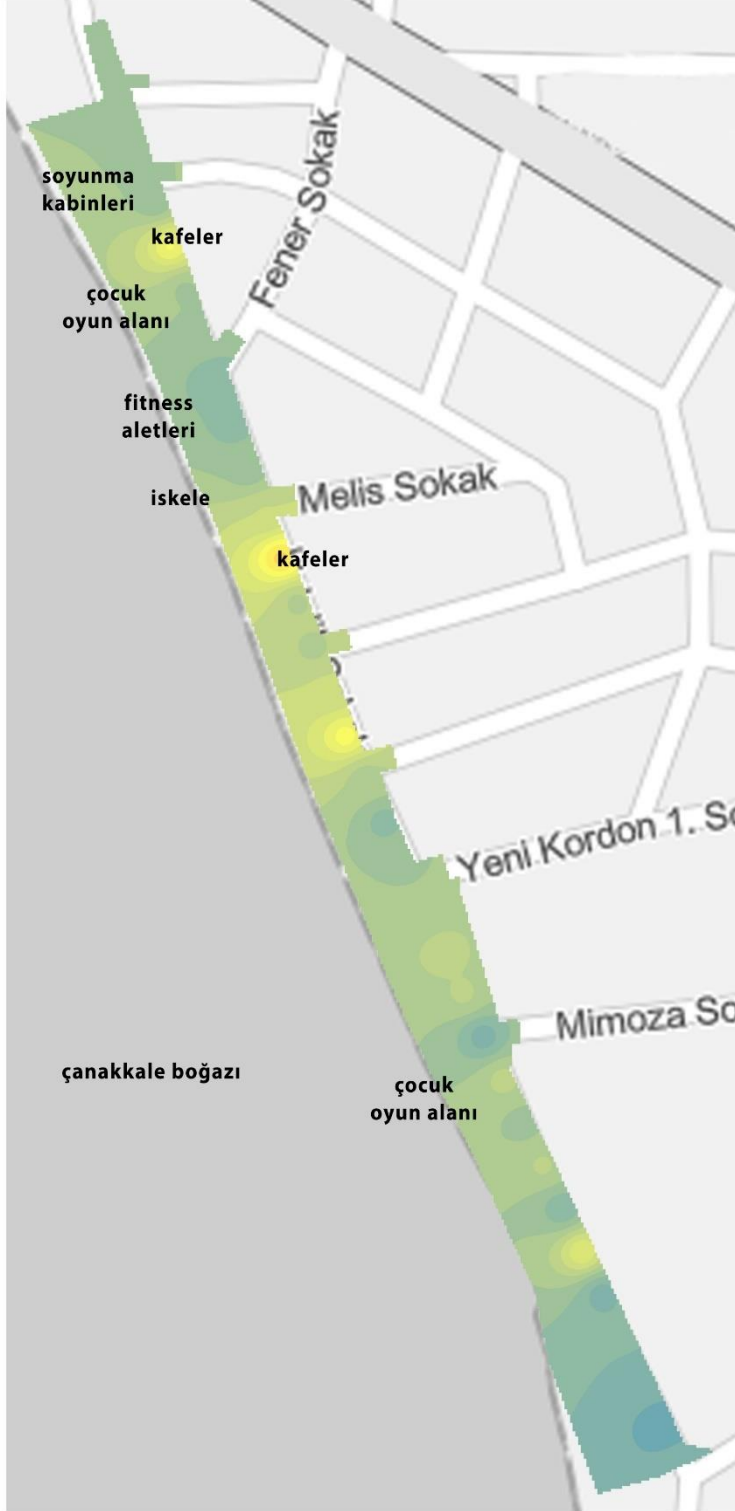 soyunma
kabinleri
kafeler
Fener Sokak
çocuk
oyun alanı
fitness
aletleri
iskele
Melis Sokak
kafeler
Yeni Kordon 1. So
Mimoza So
çanakkale boğazı
çocuk
oyun alanı